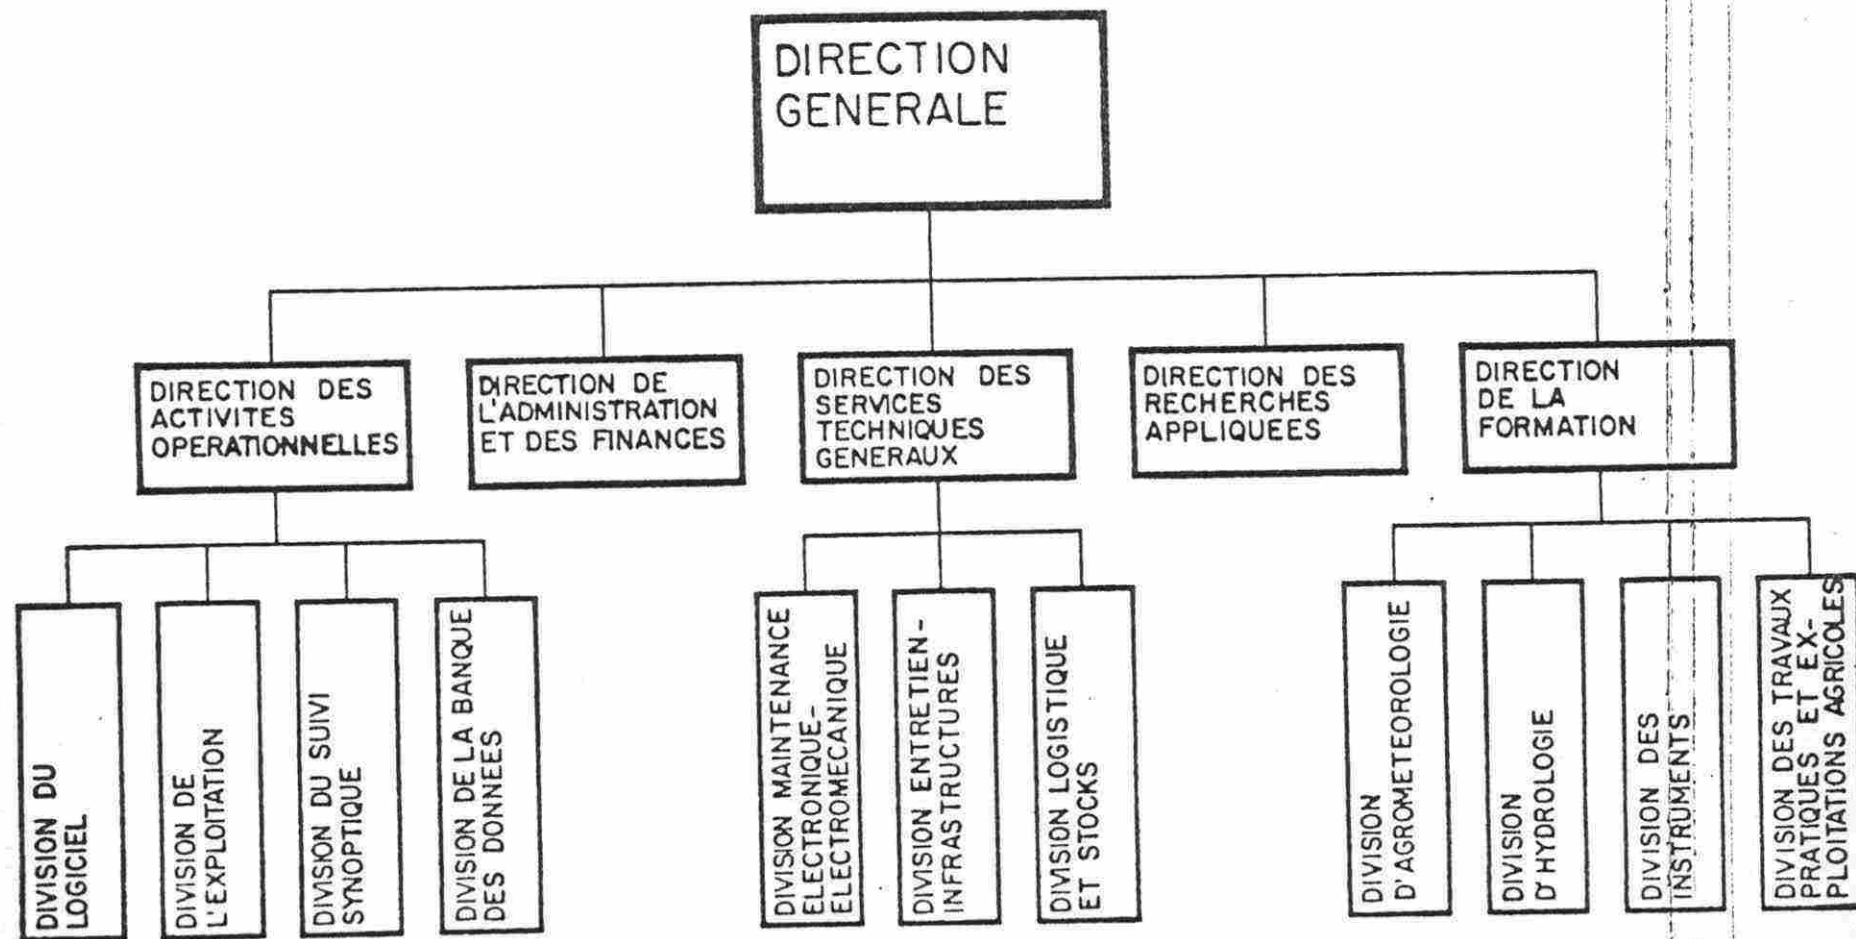 DIRECTION
GENERALE
DIRECTION DES
ACTIVITES
OPERATIONNELLES
DIRECTION DE
L'ADMINISTRATION
ET DES FINANCES
DIRECTION DES
SERVICES
TECHNIQUES
GENERAUX
DIRECTION DES
RECHERCHES
APPLIQUEES
DIRECTION
DE LA
FORMATION
DIVISION DU
LOGICIEL
DIVISION DE
L'EXPLOITATION
DIVISION DU SUIVI
SYNOPTIQUE
DIVISION DE LA BANQUE
DES DONNEES
DIVISION MAINTENANCE
ELECTRONIQUE-
ELECTROMECANIQUE
DIVISION ENTRETIEN-
INFRASTRUCTURES
DIVISION LOGISTIQUE
ET STOCKS
DIVISION
D'AGROMETEOROLOGIE
DIVISION
D'HYDROLOGIE
DIVISION DES
INSTRUMENTS
DIVISION DES TRAVAUX
PRATIQUES ET EX-
PLOITATIONS AGRICOLES